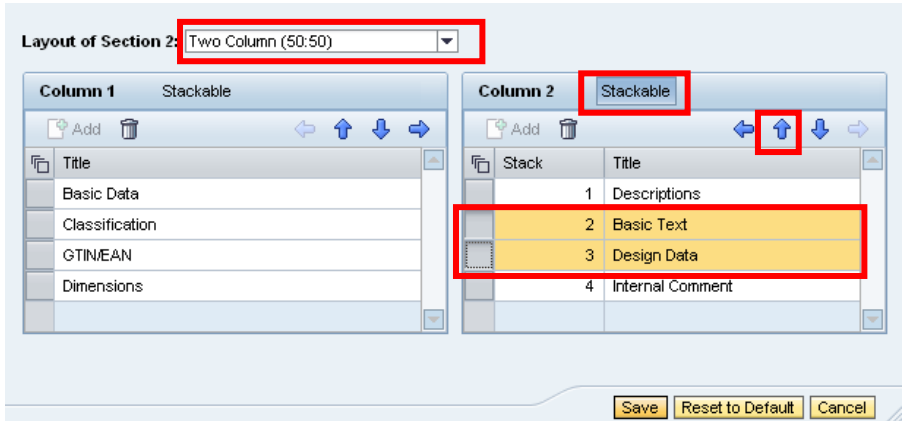 Layout of Section 2: Two Column (50:50)
Column 1 Stackable
Add
Title
Basic Data
Classification
GTIN/EAN
Dimensions
Column 2 Stackable
Add
Stack Title
1 Descriptions
2 Basic Text
3 Design Data
4 Internal Comment
Save Reset to Default Cancel